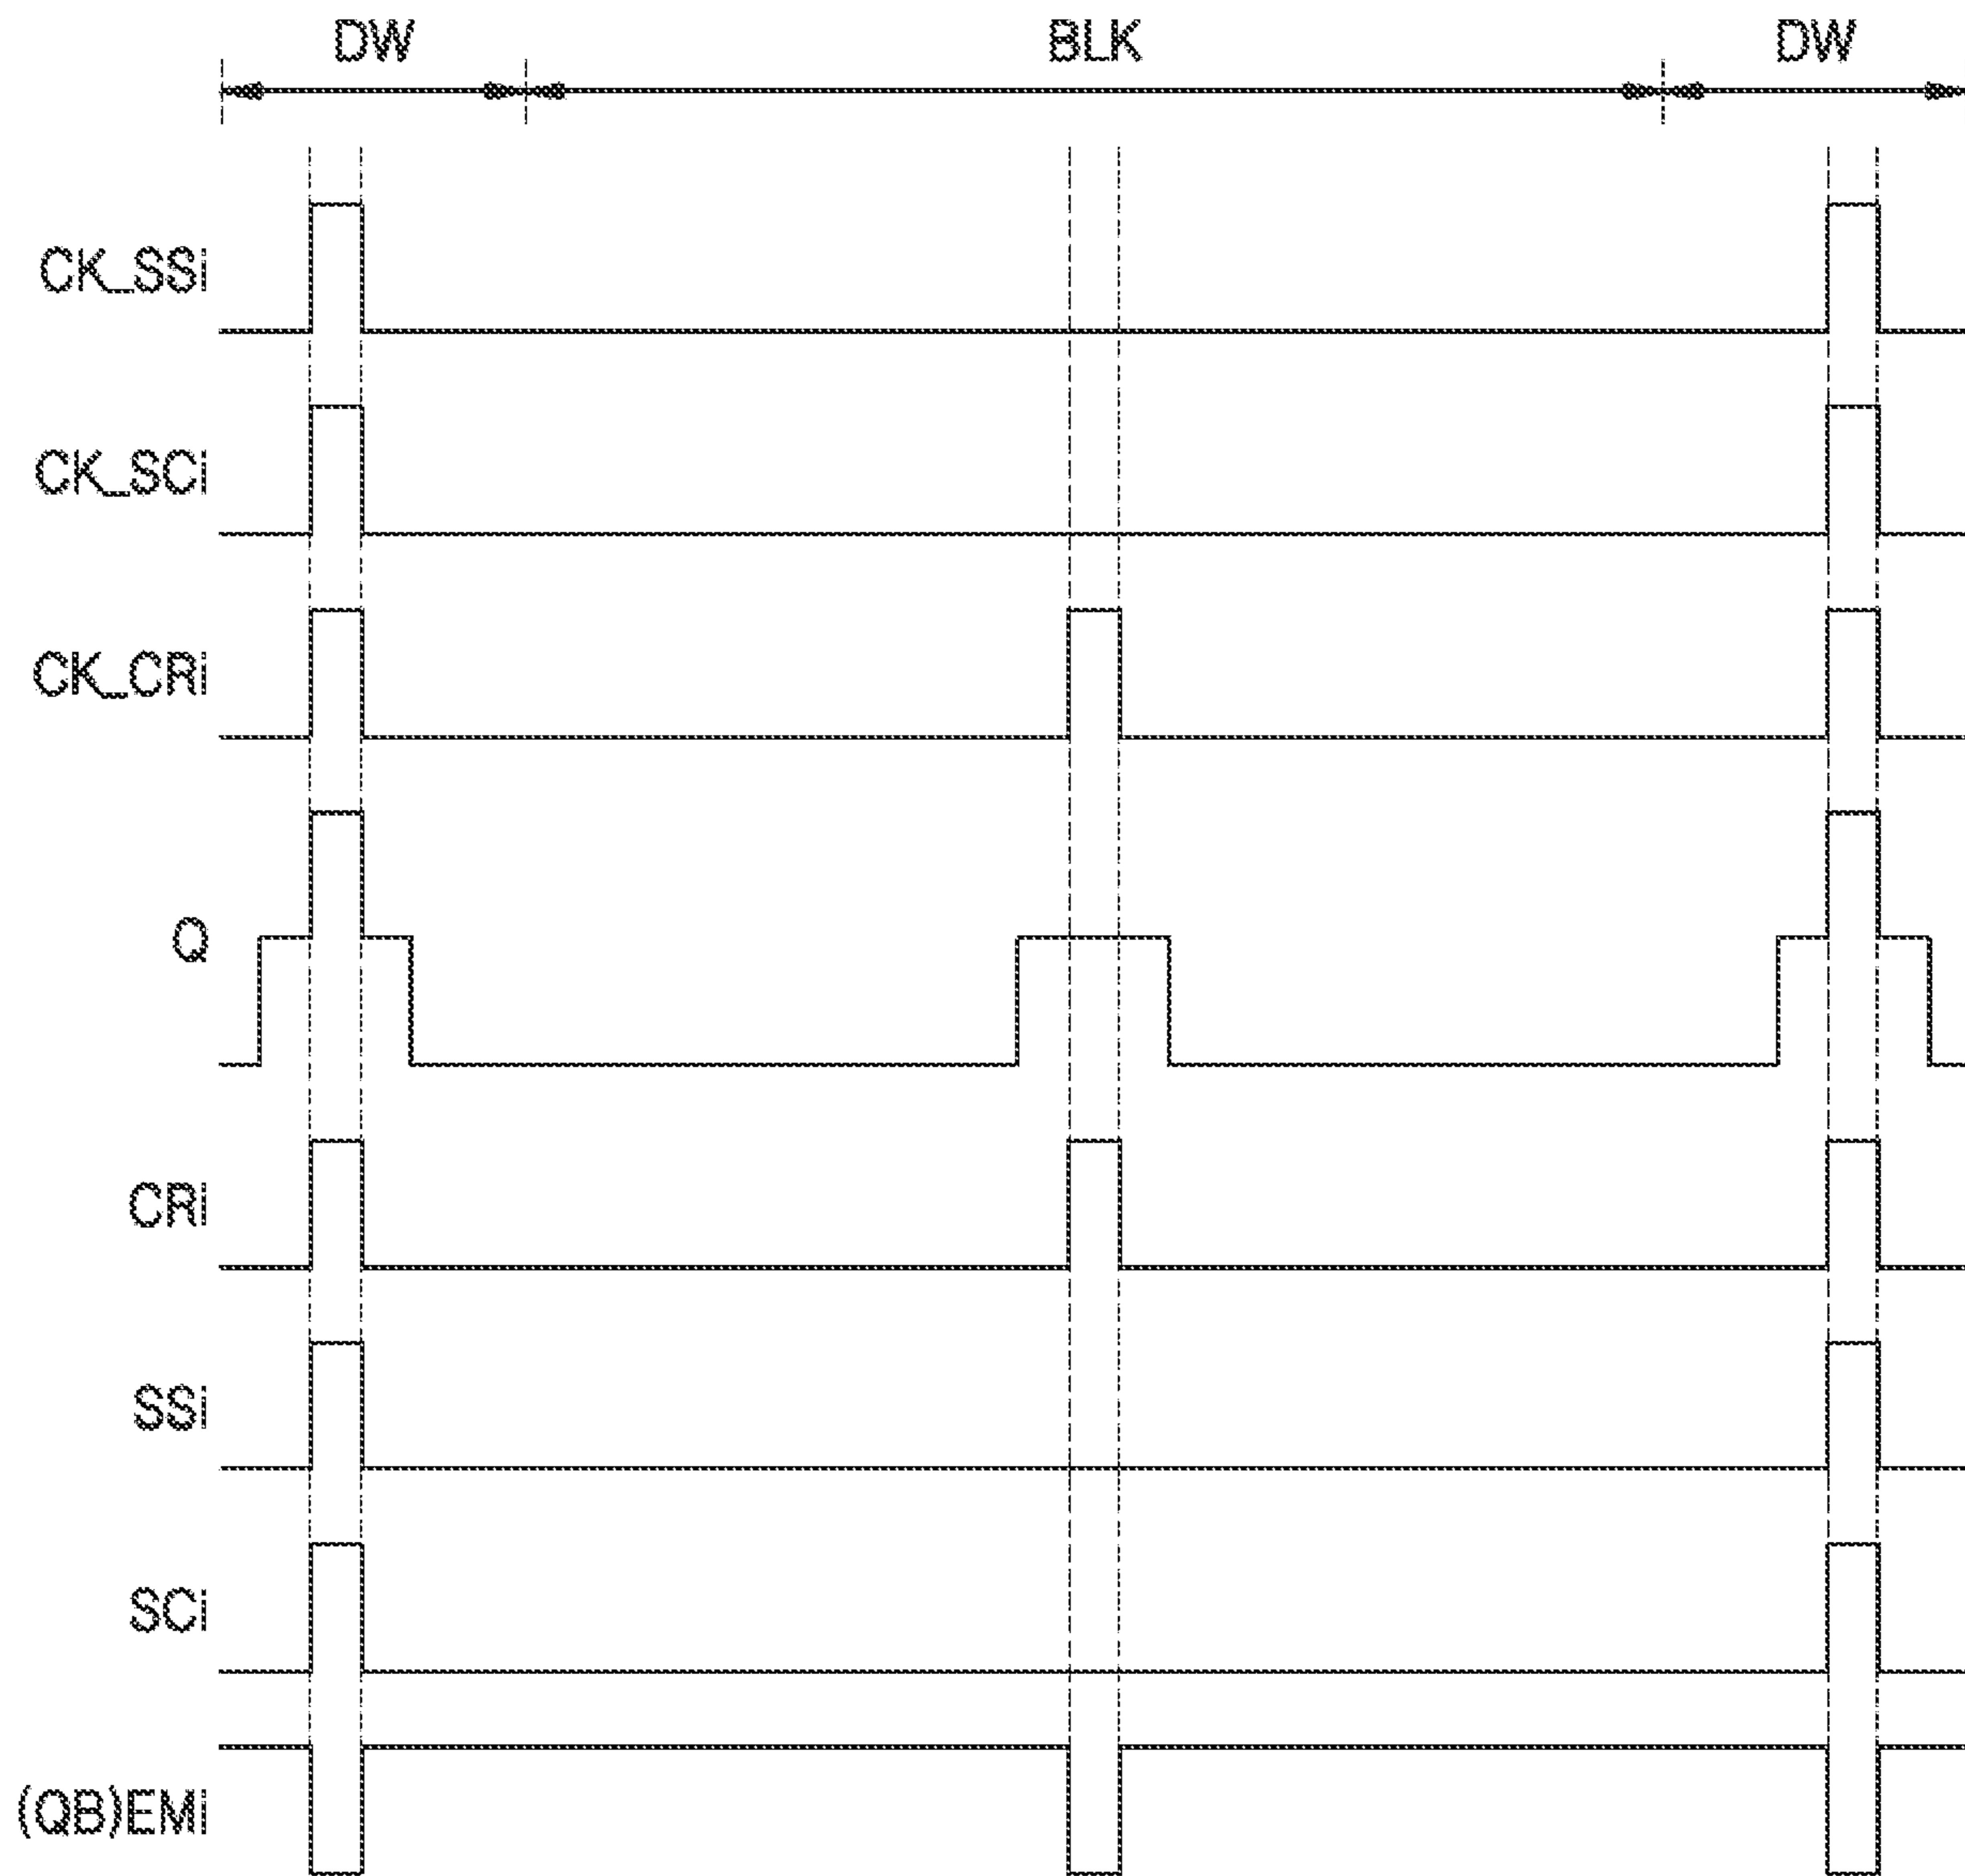 DW BLK DW
CK_SSi
CK_SCi
CK_CRi
Q
CRi
SSi
SCi
(QB)EMi